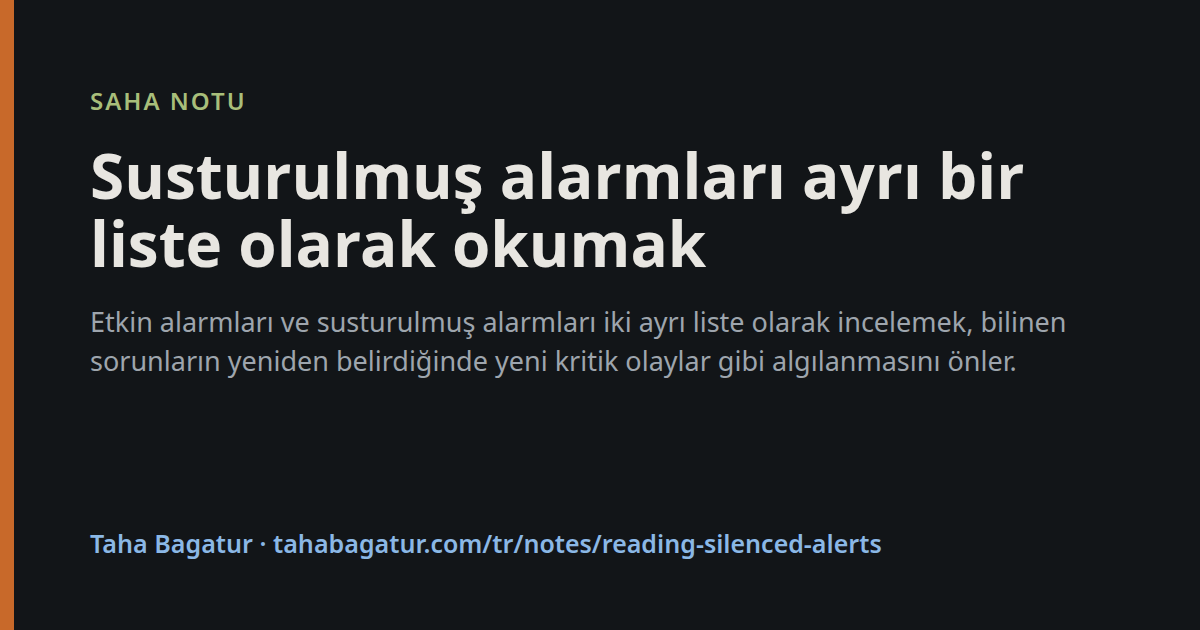 SAHA NOTU
Susturulmuş alarmları ayrı bir
liste olarak okumak
Etkin alarmları ve susturulmuş alarmları iki ayrı liste olarak incelemek, bilinen
sorunların yeniden belirdiğinde yeni kritik olaylar gibi algılanmasını önler.
Taha Bagatur · tahabagatur.com/tr/notes/reading-silenced-alerts